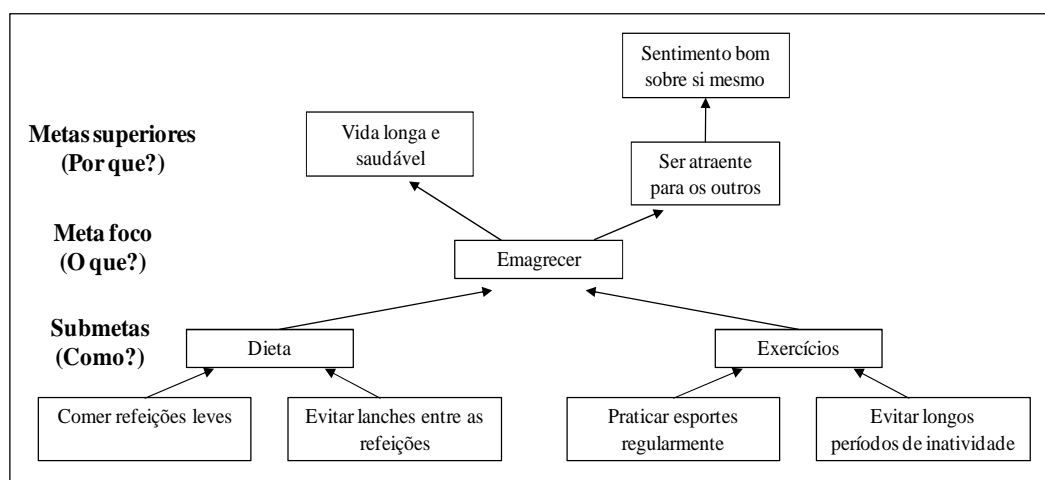 Sentimento bom
sobre si mesmo
Metas superiores
(Por que?)
Vida longa e
saudável
Ser atraente
para os outros
Meta foco
(O que?)
Emagrecer
Submetas
(Como?)
Dieta
Exercícios
Comer refeições leves
Evitar lanches entre as
refeições
Praticar esportes
regularmente
Evitar longos
períodos de inatividade